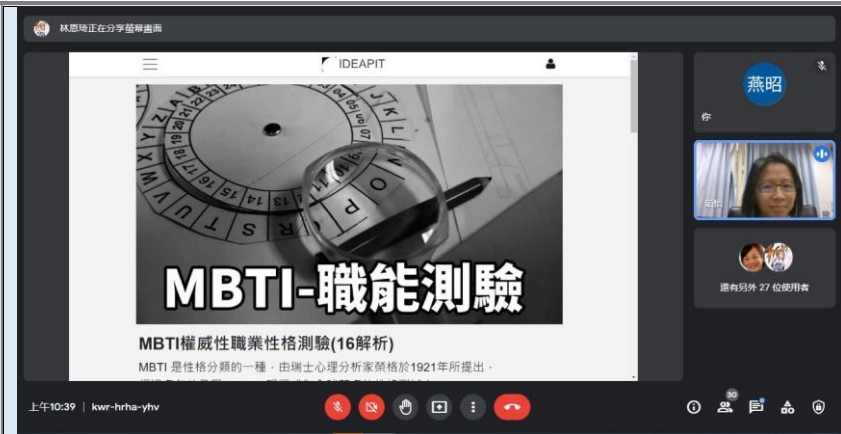 林恩琦正在分享螢幕畫面
IDEAPIT
MBTI-職能測驗
MBTI權威性職業性格測驗(16解析)
MBTI 是性格分類的一種,由瑞士心理分析家榮格於1921年所提出,
燕昭
你
還有另外 27 位使用者
上午10:39 | kwr-hrha-yhv
30